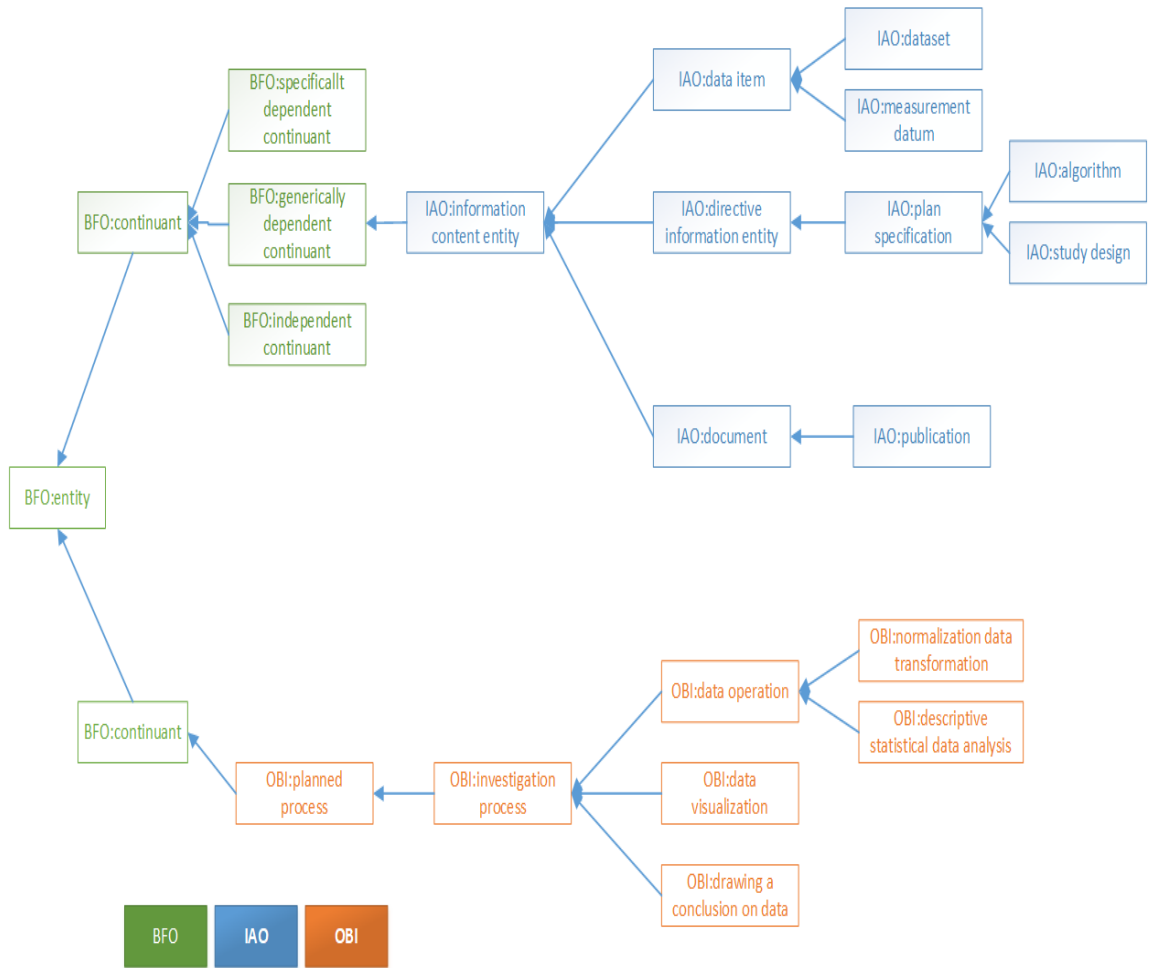 IAO:dataset
BFO:specificallt
dependent
continuant
IAO:data item
IAO:measurement
datum
IAO:algorithm
BFO:continuant
BFO:generically
dependent
continuant
IAO:information
content entity
IAO:directive
information entity
IAO:plan
specification
IAO:study design
BFO:independent
continuant
IAO:document
IAO:publication
BFO:entity
OBI:normalization data
transformation
OBI:data operation
BFO:continuant
OBI:descriptive
statistical data analysis
OBI:planned
process
OBI:investigation
process
OBI:data
visualization
OBI:drawing a
conclusion on data
BFO
IAO
OBI